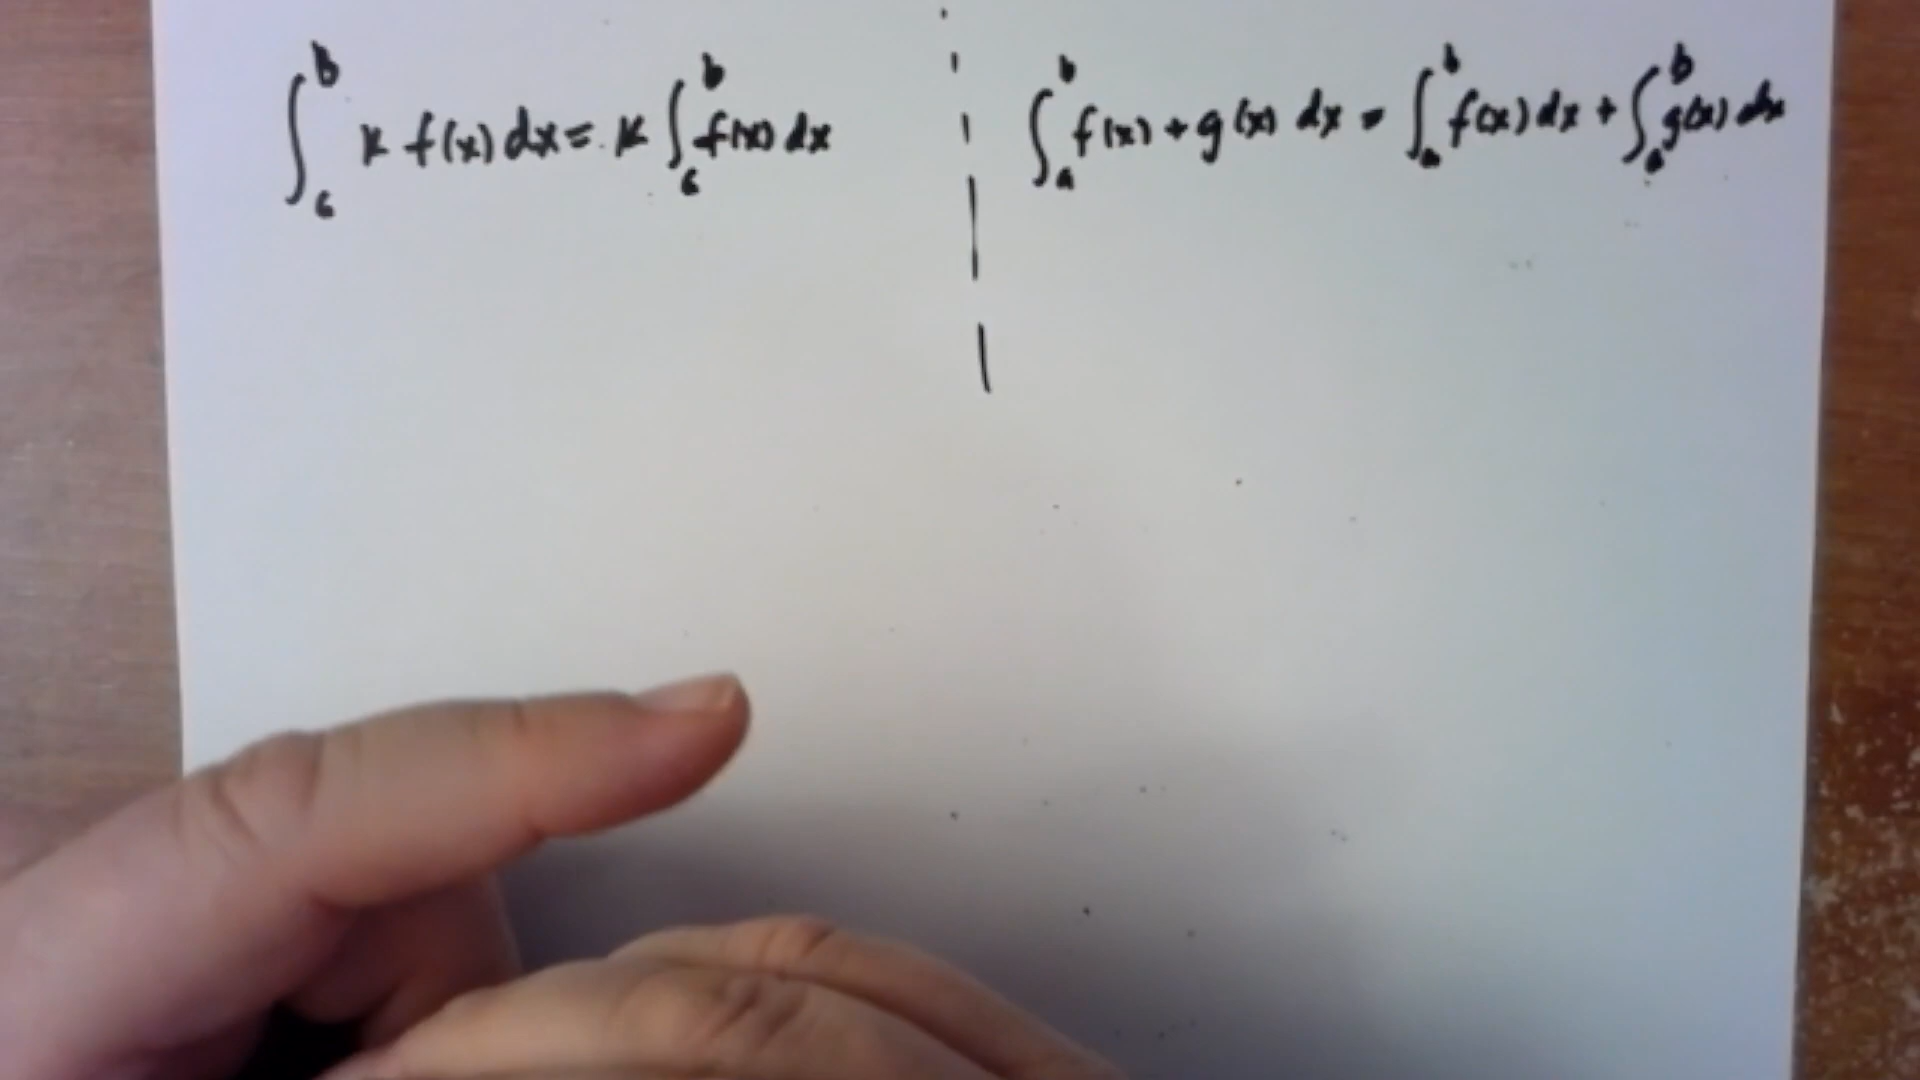 ∫_a^b k f(x) dx = k ∫_a^b f(x) dx
∫_a^b f(x) + g(x) dx = ∫_a^b f(x) dx + ∫_a^b g(x) dx